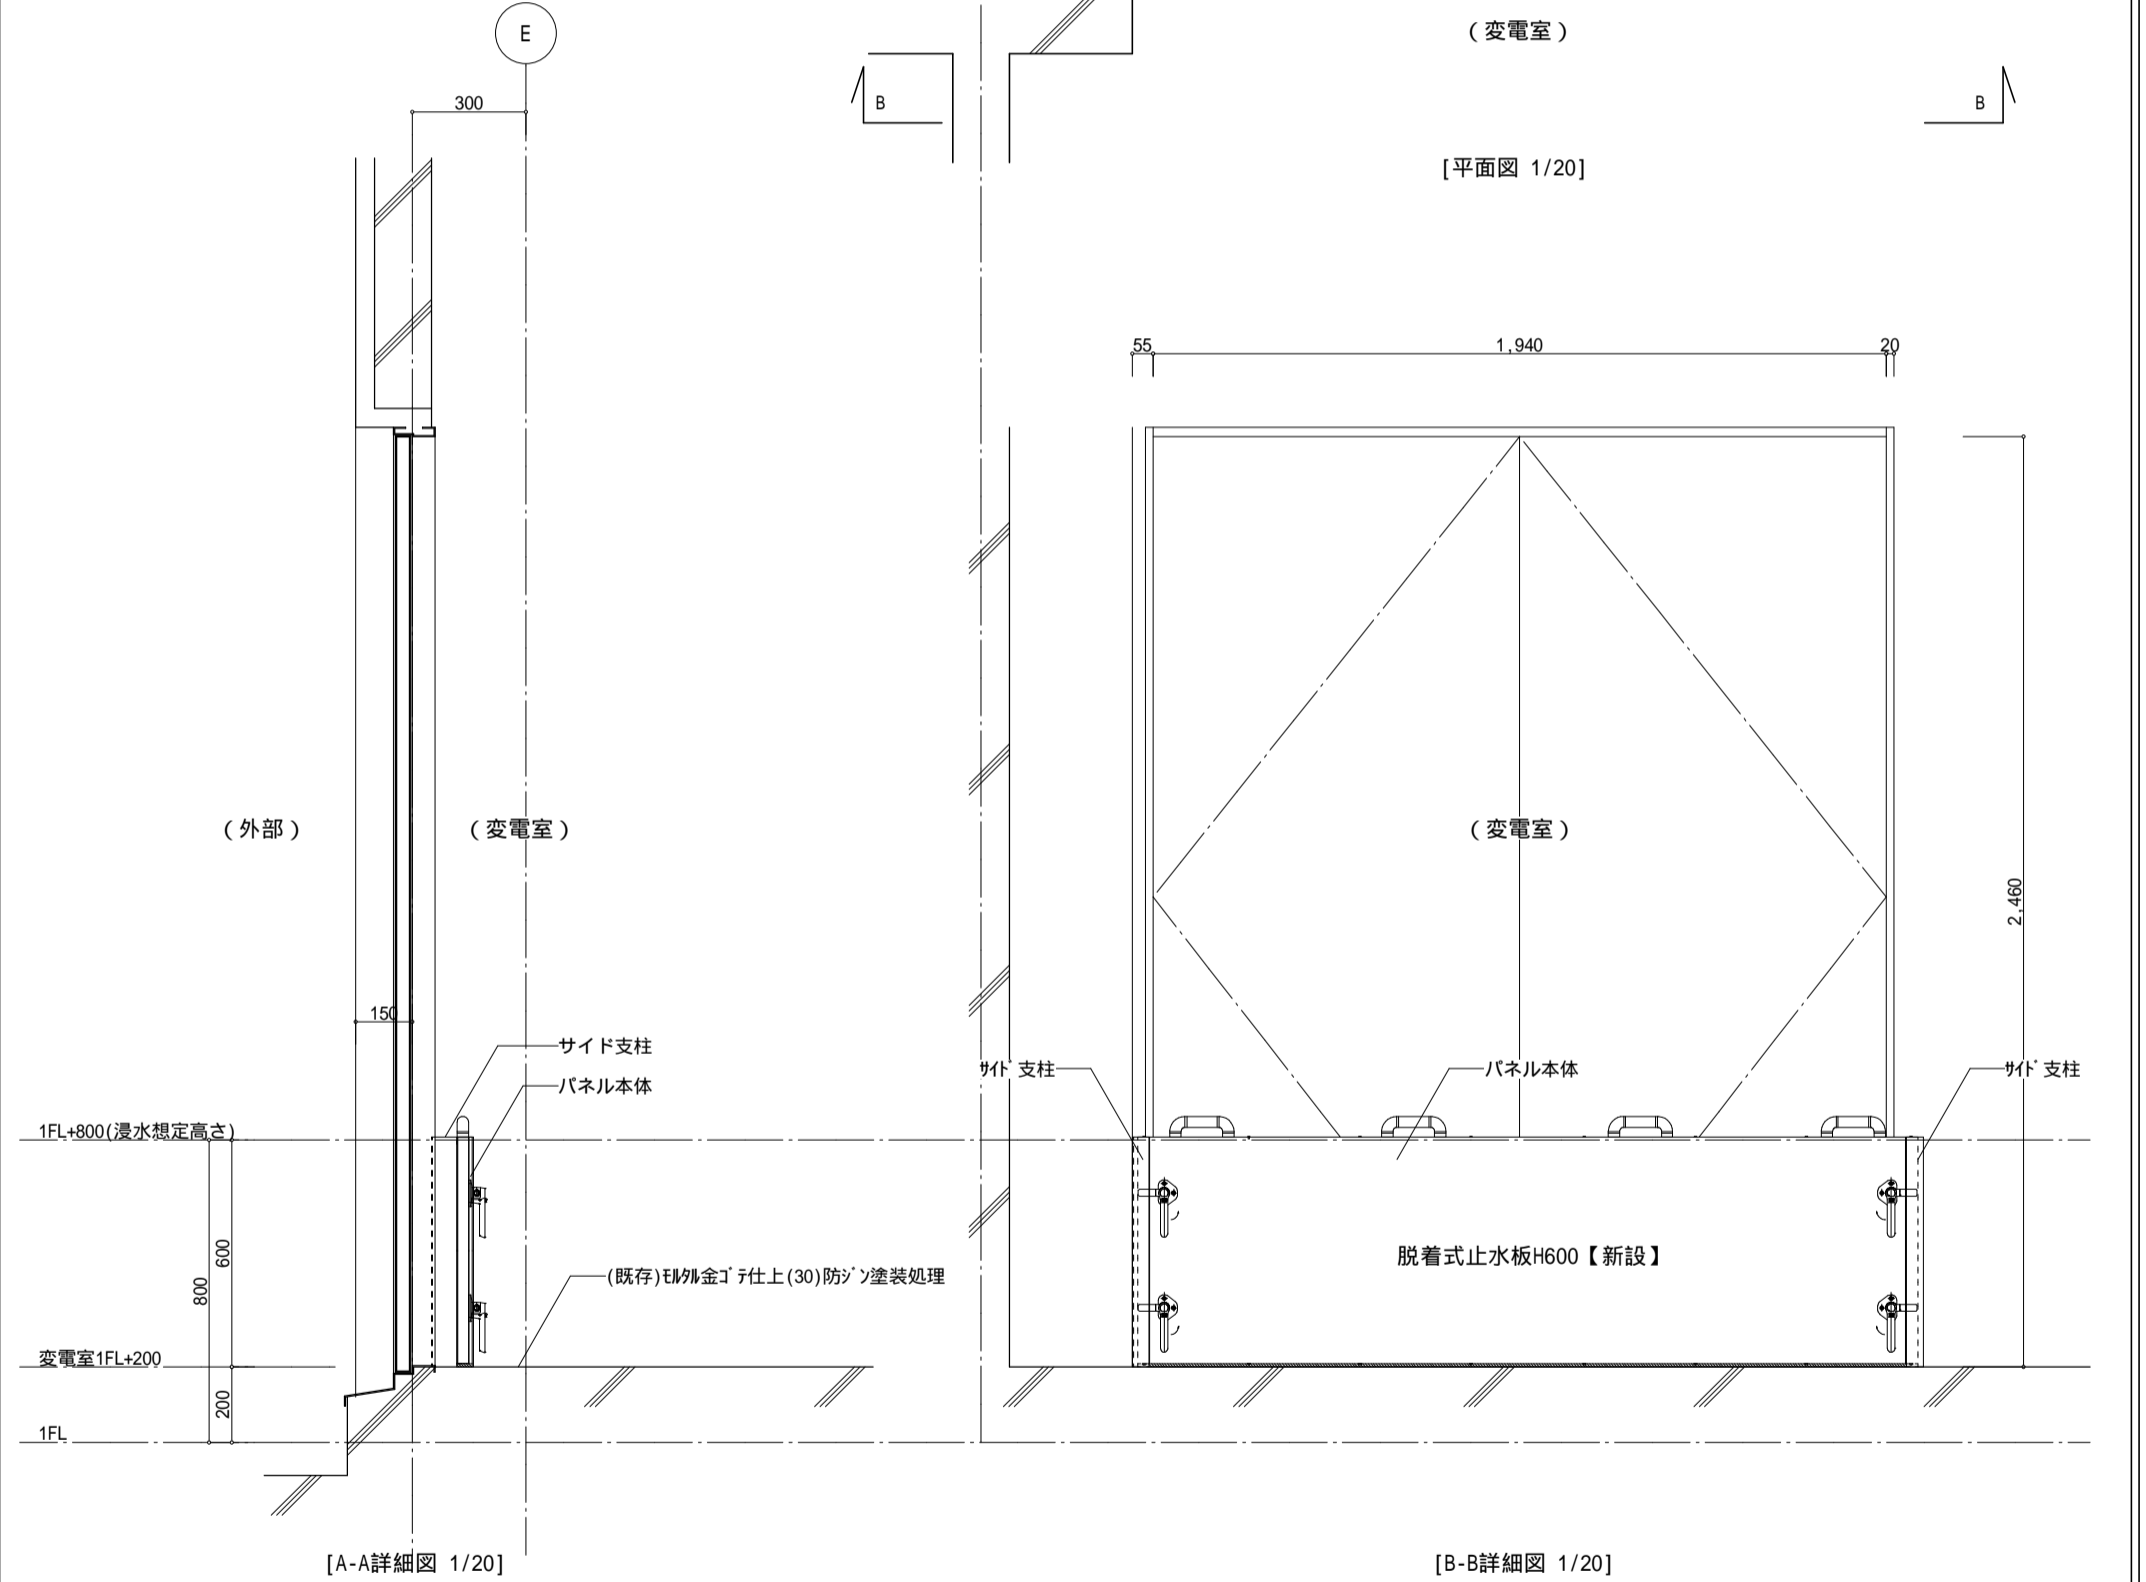 E
(変電室)
300
B
B
[平面図 1/20]
55
1,940
20
(外部)
(変電室)
(変電室)
2,460
150
サイド支柱
パネル本体
ｻｲﾄﾞ支柱
パネル本体
ｻｲﾄﾞ支柱
1FL+800(浸水想定高さ)
600
800
脱着式止水板H600【新設】
(既存)ﾓﾙﾀﾙ金ｺﾞﾃ仕上(30)防ｼﾞﾝ塗装処理
変電室1FL+200
200
1FL
[A-A詳細図 1/20]
[B-B詳細図 1/20]